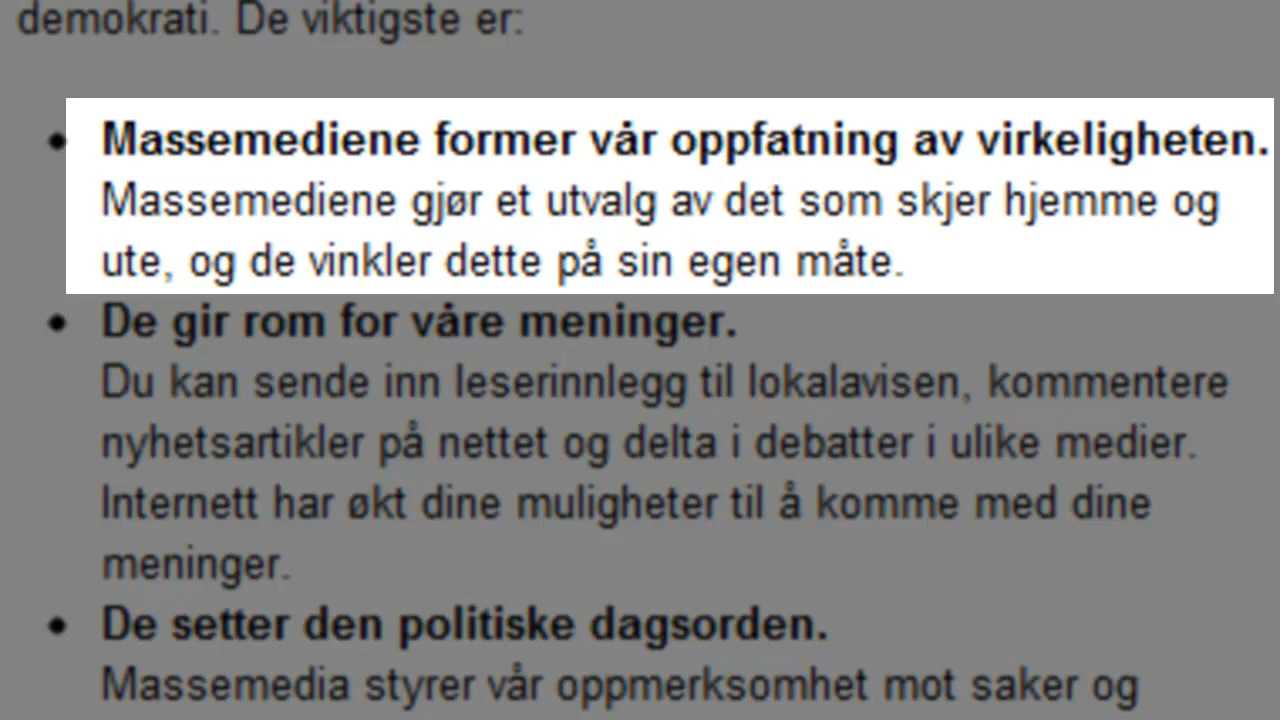 demokrati. De viktigste er:
• Massemediene former vår oppfatning av virkeligheten.
Massemediene gjør et utvalg av det som skjer hjemme og
ute, og de vinkler dette på sin egen måte.
• De gir rom for våre meninger.
Du kan sende inn leserinnlegg til lokalavisen, kommentere
nyhetsartikler på nettet og delta i debatter i ulike medier.
Internett har økt dine muligheter til å komme med dine
meninger.
• De setter den politiske dagsorden.
Massemedia styrer vår oppmerksomhet mot saker og